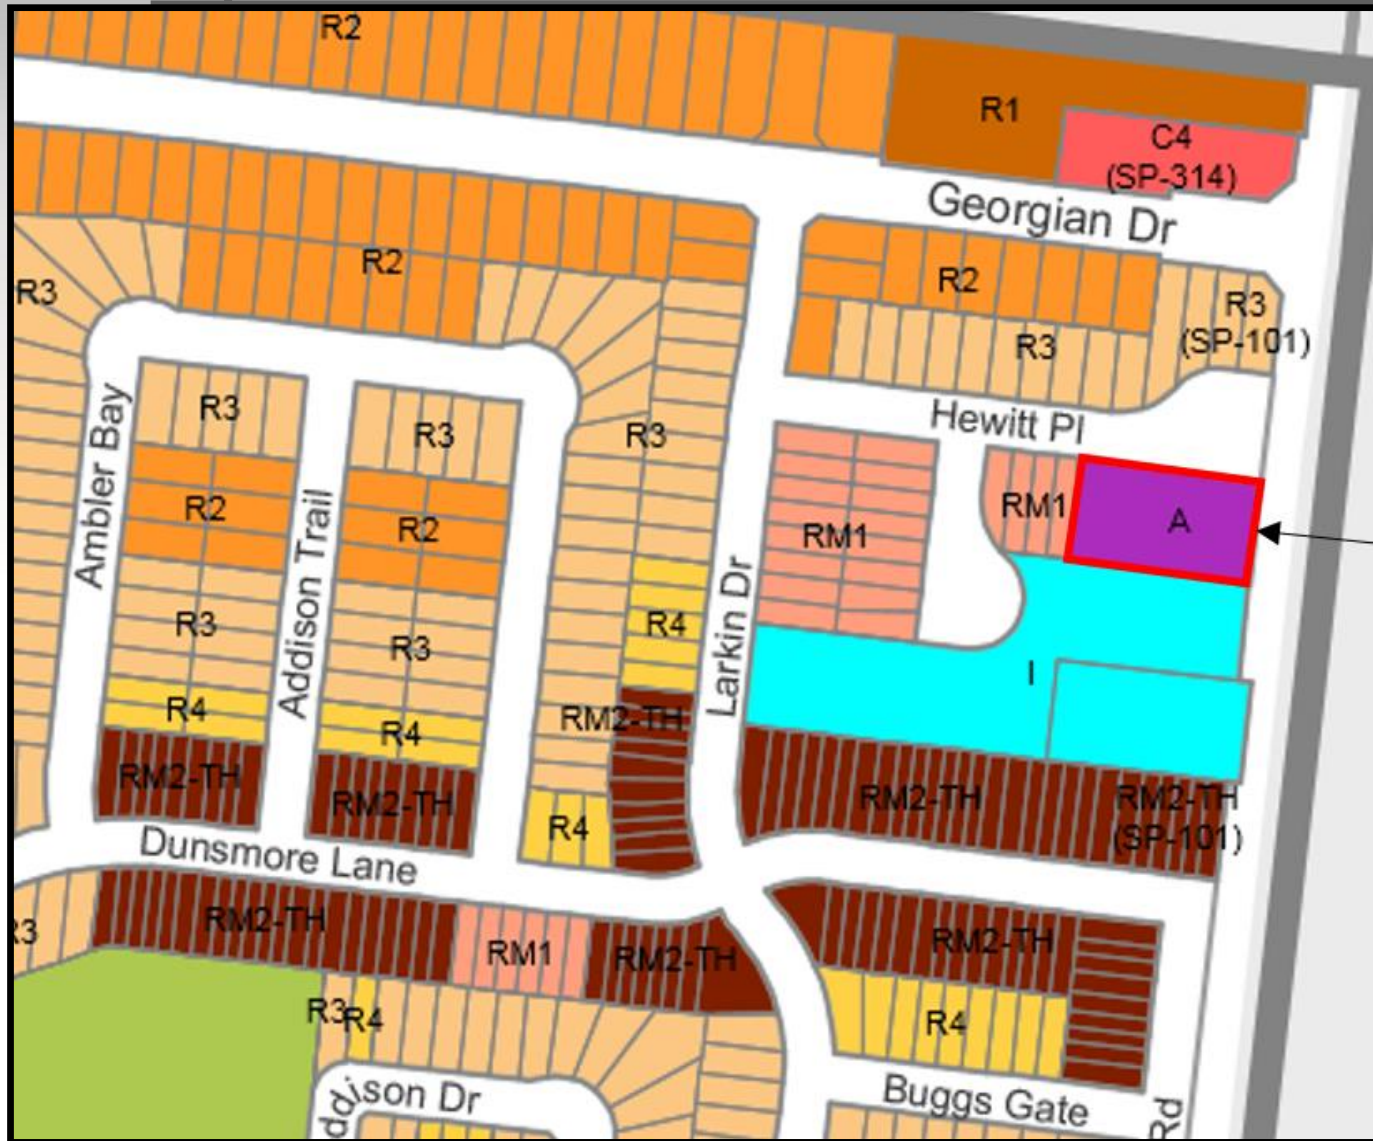 R2
R1
C4
(SP-314)
Georgian Dr
R2
R2
R3
R3
(SP-101)
R3
Hewitt Pl
R3
R3
R3
Ambler Bay
R2
Addison Trail
R2
RM1
RM1
A
Larkin Dr
R3
R3
R4
I
R4
R4
RM2-TH
RM2-TH
RM2-TH
RM2-TH
RM2-TH
(SP-101)
R4
Dunsmore Lane
R3
RM2-TH
RM1
RM2-TH
RM2-TH
R3
R4
R4
ddison Dr
Buggs Gate
dd
Rd